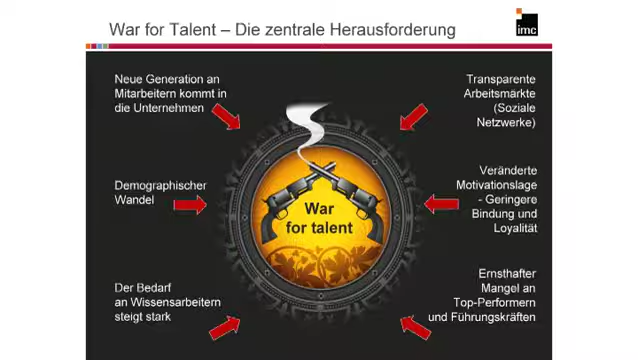 War for Talent – Die zentrale Herausforderung
imc
Neue Generation an
Mitarbeitern kommt in
die Unternehmen
Transparente
Arbeitsmärkte
(Soziale
Netzwerke)
Demographischer
Wandel
War
for talent
Veränderte
Motivationslage
- Geringere
Bindung und
Loyalität
Der Bedarf
an Wissensarbeitern
steigt stark
Ernsthafter
Mangel an
Top-Performern
und Führungskräften